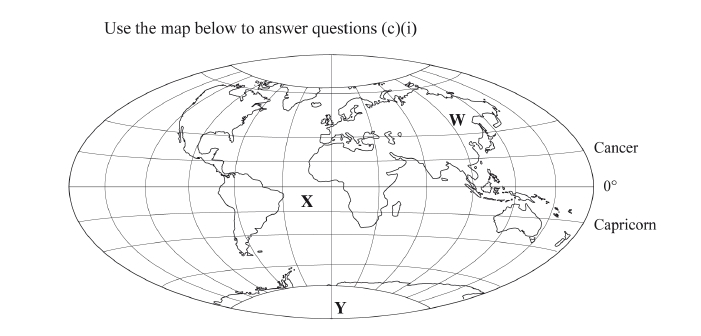 Use the map below to answer questions (c)(i)
W
Cancer
0°
X
Capricorn
Y